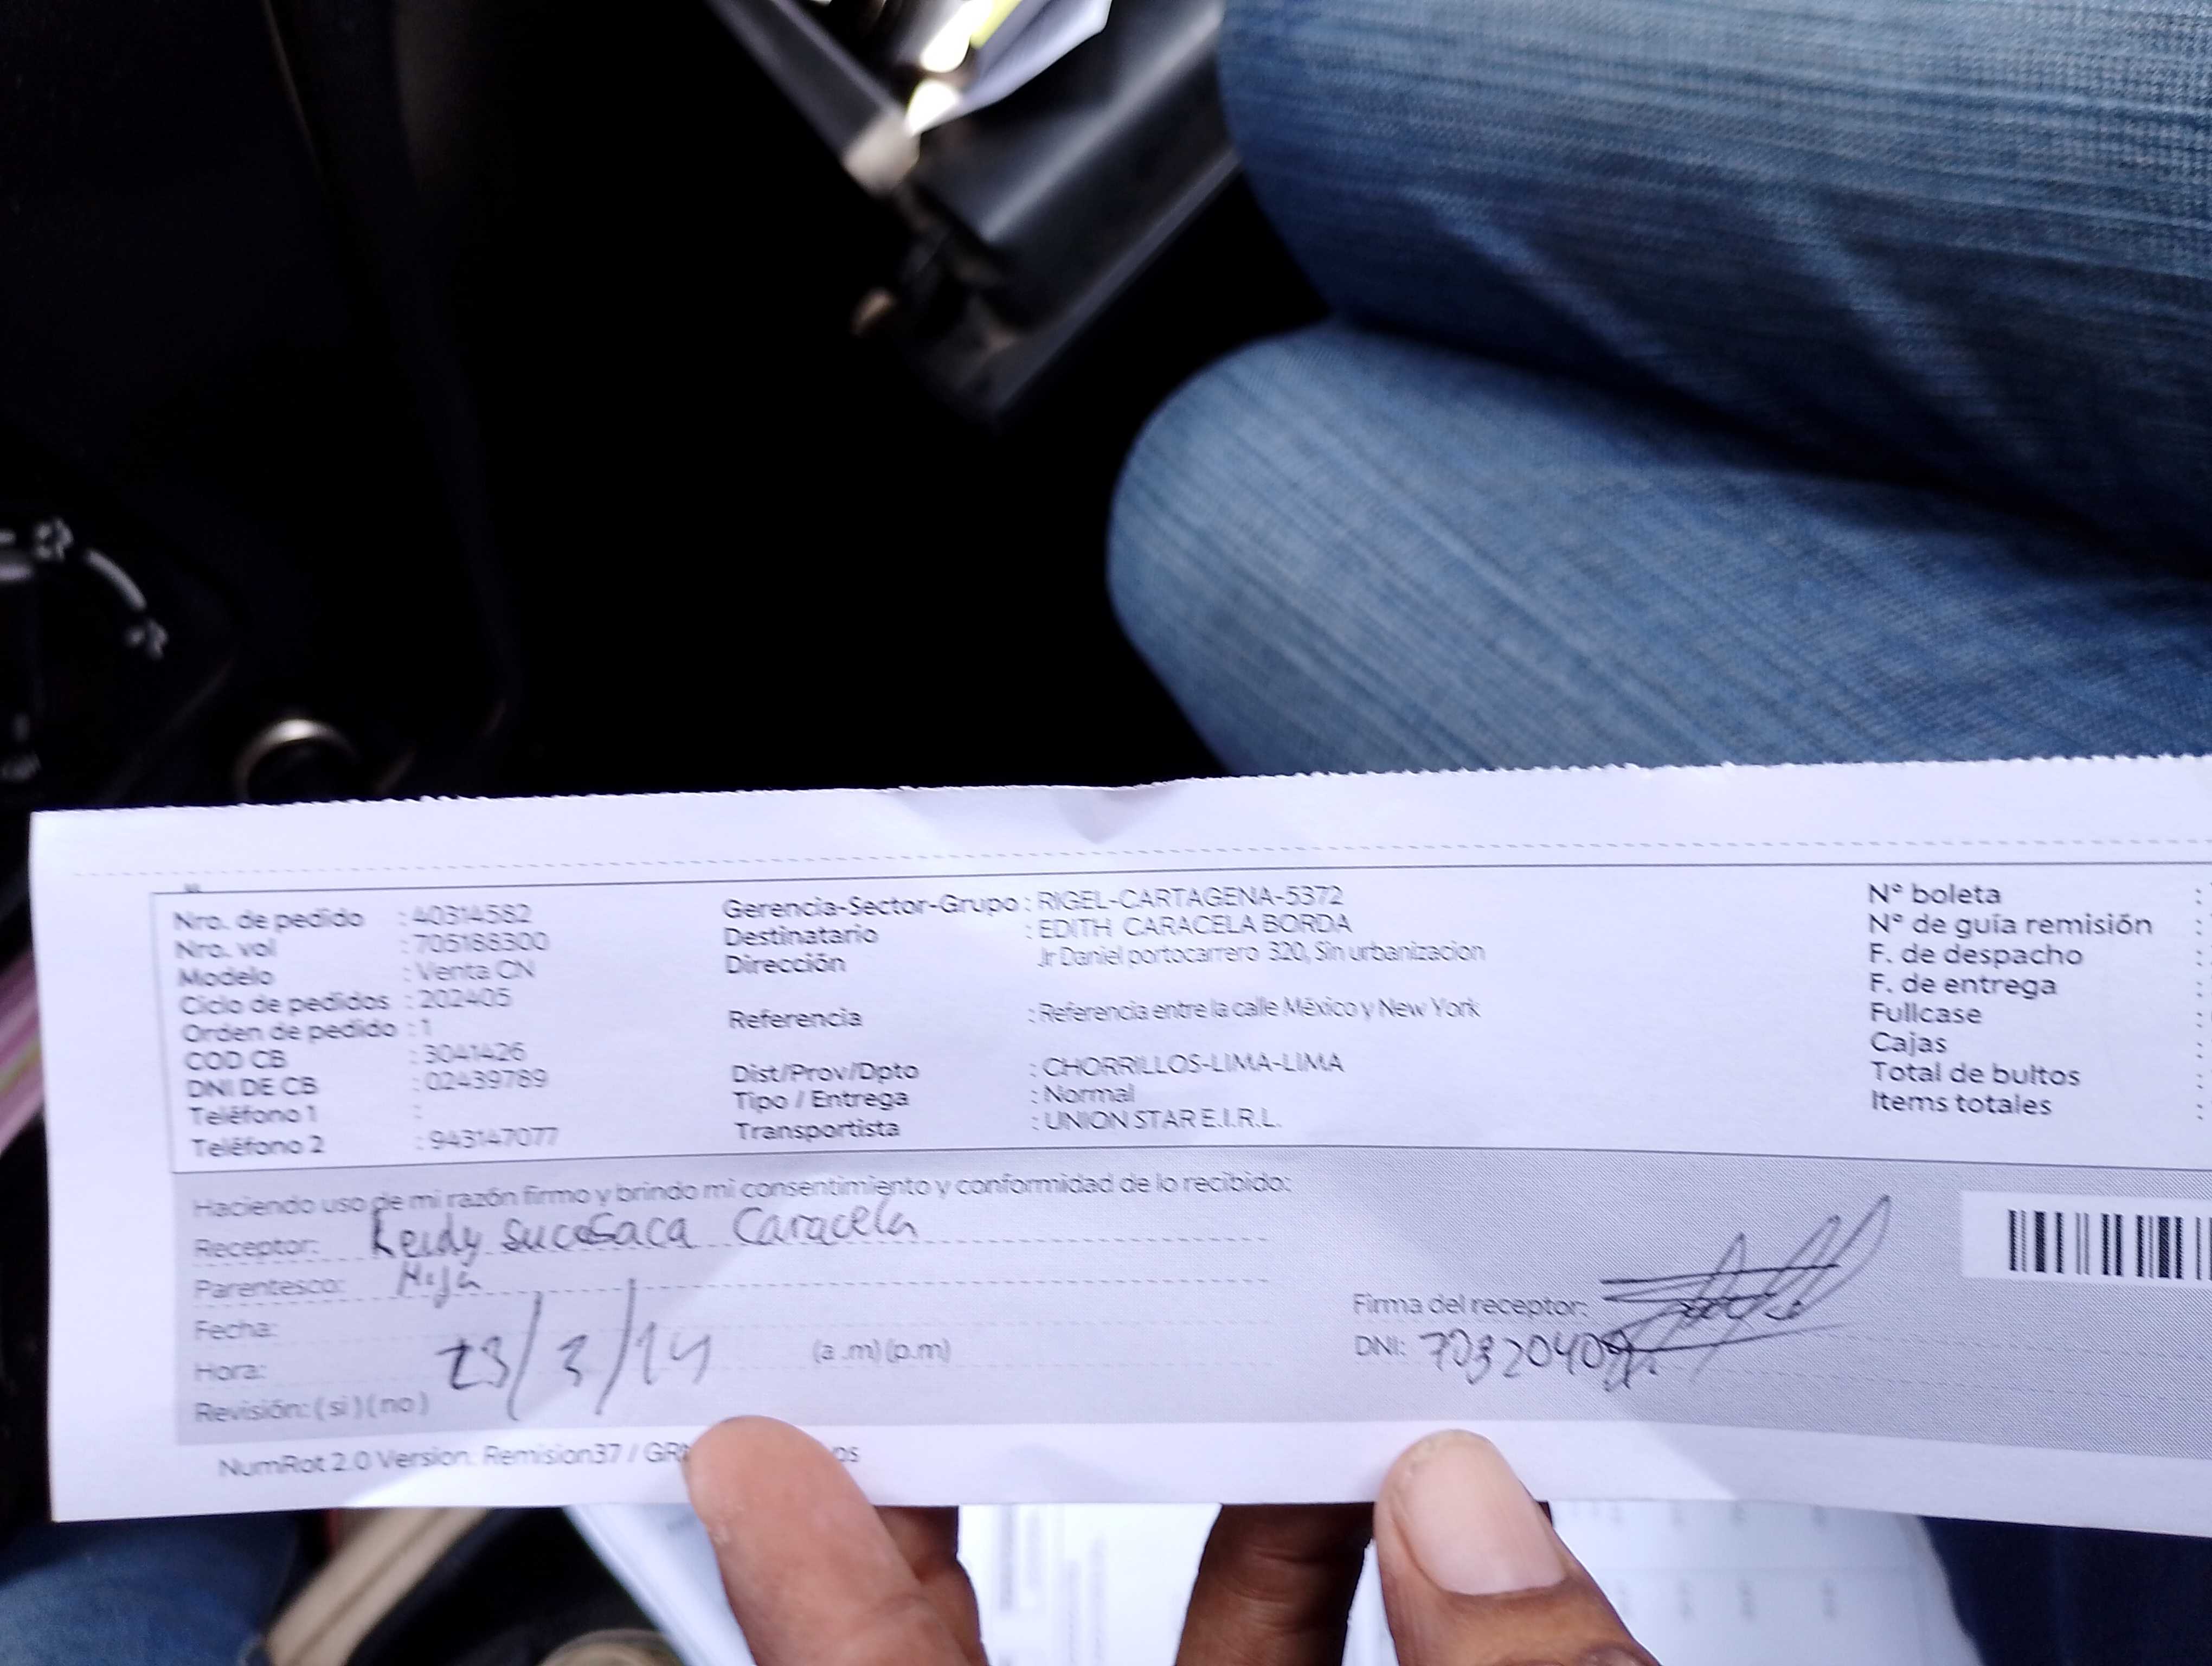 Nro. de pedido : 40314582
Nro. vol : 705188300
Modelo : Venta CN
Ciclo de pedidos : 202405
Orden de pedido : 1
COD CB : 3041426
DNI DE CB : 02439789
Teléfono 1 :
Teléfono 2 : 943147077
Gerencia-Sector-Grupo : RIGEL-CARTAGENA-5372
Destinatario : EDITH CARACELA BORDA
Dirección Jr Daniel portocarrero 320, Sin urbanizacion
Referencia : Referencia entre la calle México y New York
Dist/Prov/Dpto : CHORRILLOS-LIMA-LIMA
Tipo / Entrega : Normal
Transportista : UNION STAR E.I.R.L.
N° boleta :
N° de guía remisión :
F. de despacho :
F. de entrega :
Fullcase :
Cajas :
Total de bultos :
Items totales :
Haciendo uso de mi razón firmo y brindo mi consentimiento y conformidad de lo recibido:
Receptor: Caracela
Parentesco: Hija
Fecha:
Hora: (a .m) (p.m)
Revisión: ( si ) ( no )
Firma del receptor:
DNI:
NumRot 2.0 Version. Remision37 /